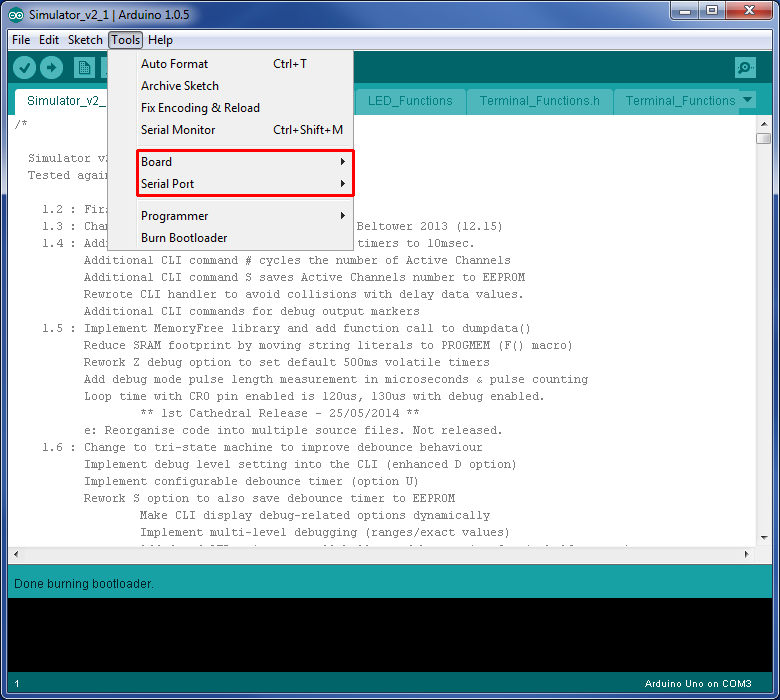 Simulator_v2_1 | Arduino 1.0.5
File Edit Sketch Tools Help
Auto Format Ctrl+T
Archive Sketch
Fix Encoding & Reload
Serial Monitor Ctrl+Shift+M
Board
Serial Port
Programmer
Burn Bootloader
Simulator_v2_ LED_Functions Terminal_Functions.h Terminal_Functions
/*
Simulator v
Tested again
1.2 : Fir
1.3 : Cha Beltower 2013 (12.15)
1.4 : Add timers to 10msec.
Additional CLI command # cycles the number of Active Channels
Additional CLI command S saves Active Channels number to EEPROM
Rewrote CLI handler to avoid collisions with delay data values.
Additional CLI commands for debug output markers
1.5 : Implement MemoryFree library and add function call to dumpdata()
Reduce SRAM footprint by moving string literals to PROGMEM (F() macro)
Rework Z debug option to set default 500ms volatile timers
Add debug mode pulse length measurement in microseconds & pulse counting
Loop time with CRO pin enabled is 120us, 130us with debug enabled.
** 1st Cathedral Release - 25/05/2014 **
e: Reorganise code into multiple source files. Not released.
1.6 : Change to tri-state machine to improve debounce behaviour
Implement debug level setting into the CLI (enhanced D option)
Implement configurable debounce timer (option U)
Rework S option to also save debounce timer to EEPROM
Make CLI display debug-related options dynamically
Implement multi-level debugging (ranges/exact values)
Done burning bootloader.
1 Arduino Uno on COM3